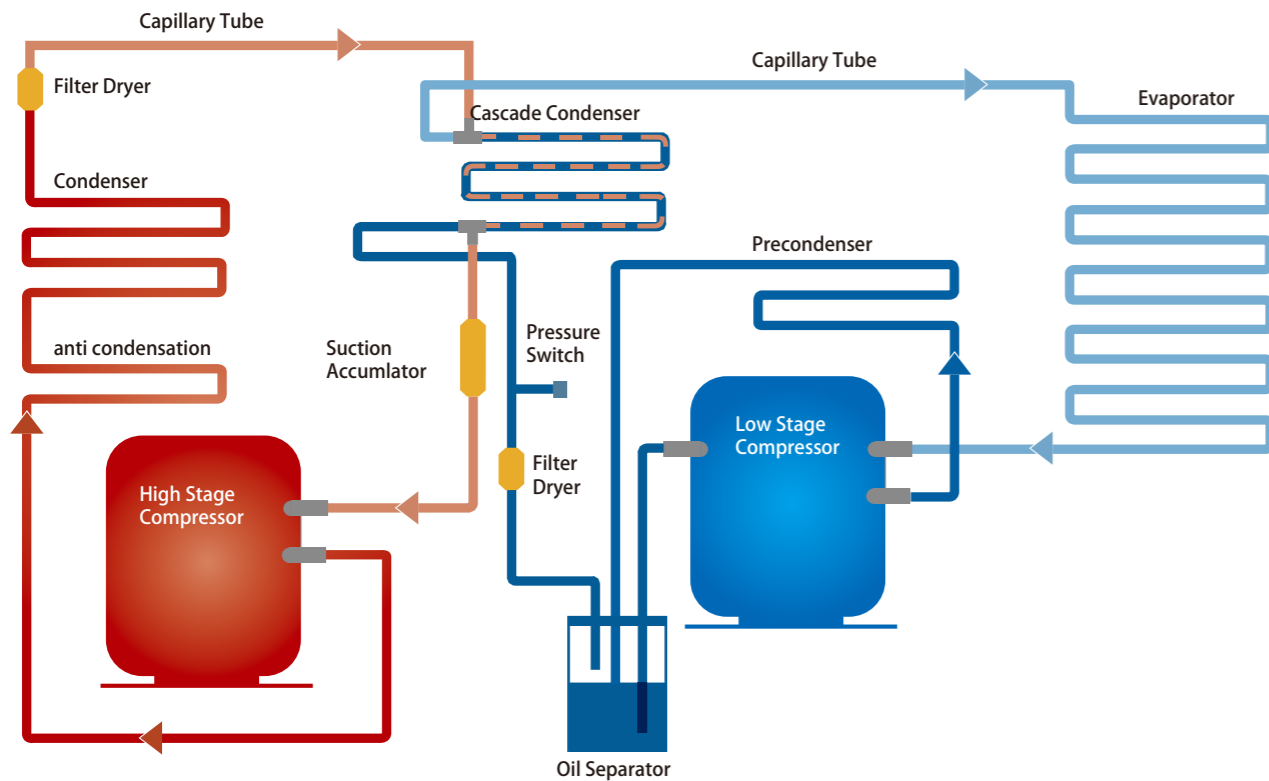 Capillary Tube
Filter Dryer
Capillary Tube
Evaporator
Cascade Condenser
Condenser
Precondenser
anti condensation
Suction
Accumlator
Pressure
Switch
Low Stage
Compressor
Filter
Dryer
High Stage
Compressor
Oil Separator